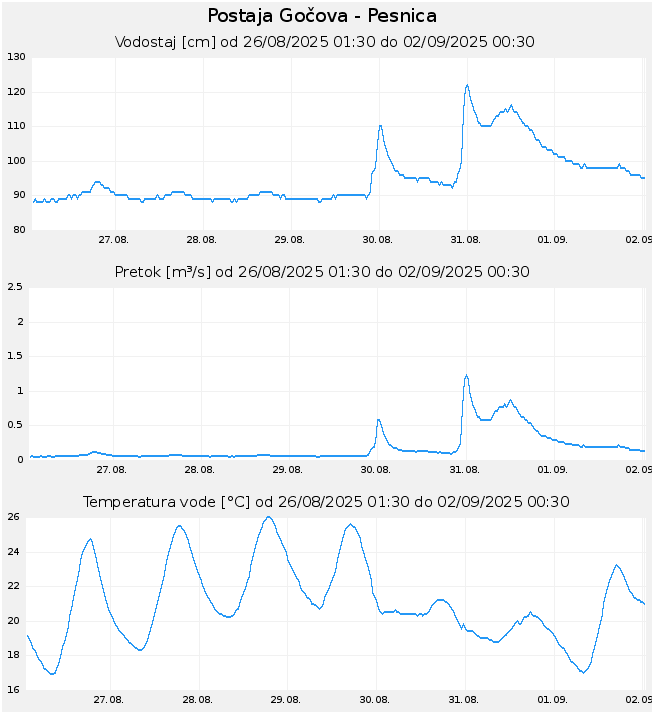 Postaja Gočova - Pesnica
Vodostaj [cm] od 26/08/2025 01:30 do 02/09/2025 00:30
130
120
110
100
90
80
27.08. 28.08. 29.08. 30.08. 31.08. 01.09. 02.09
Pretok [m³/s] od 26/08/2025 01:30 do 02/09/2025 00:30
2.5
2
1.5
1
0.5
0
27.08. 28.08. 29.08. 30.08. 31.08. 01.09. 02.09
Temperatura vode [°C] od 26/08/2025 01:30 do 02/09/2025 00:30
26
24
22
20
18
16
27.08. 28.08. 29.08. 30.08. 31.08. 01.09. 02.09